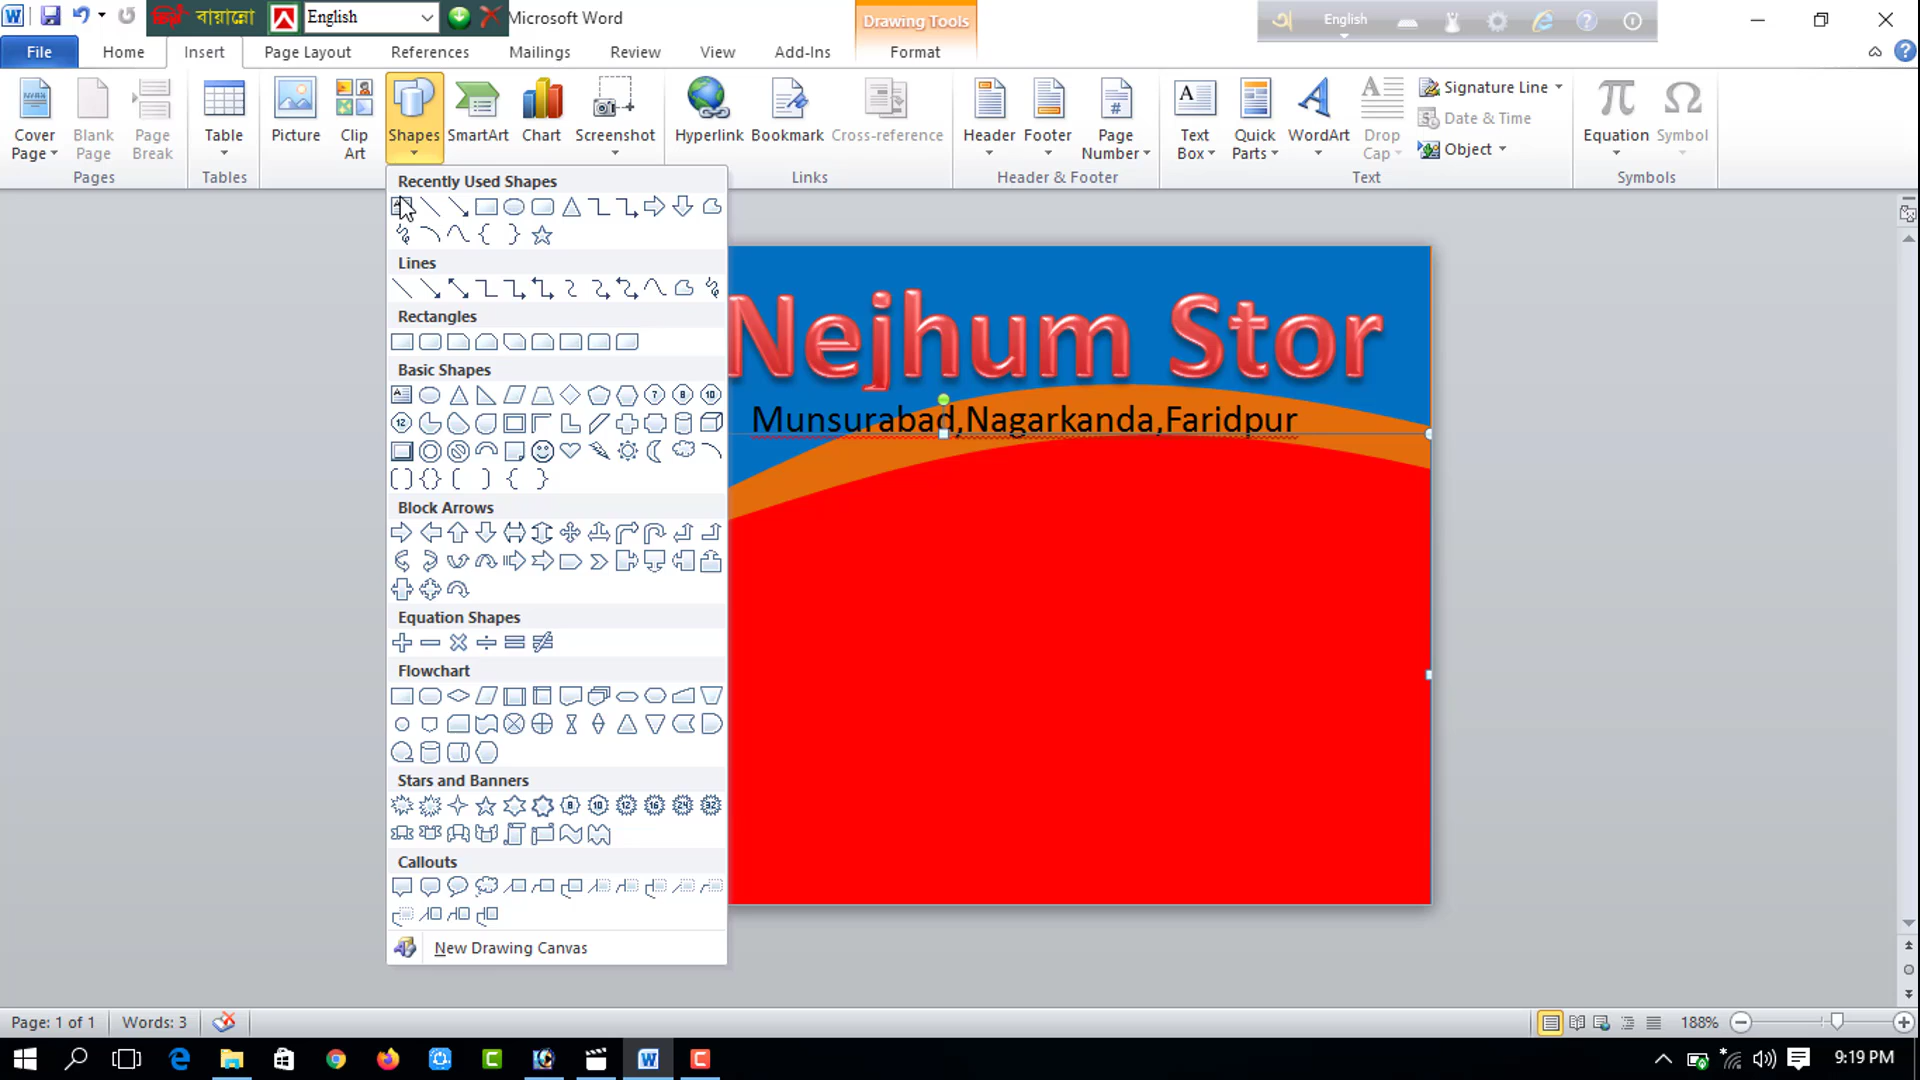 বায়ান্নো English Microsoft Word Drawing Tools English
File Home Insert Page Layout References Mailings Review View Add-Ins Format
Cover Page Blank Page Page Break Table Picture Clip Art Shapes SmartArt Chart Screenshot Hyperlink Bookmark Cross-reference Header Footer Page Number Text Box Quick Parts WordArt Drop Cap Signature Line Date & Time Object Equation Symbol
Pages Tables Links Header & Footer Text Symbols
Recently Used Shapes
Lines
Rectangles
Basic Shapes
Block Arrows
Equation Shapes
Flowchart
Stars and Banners
Callouts
New Drawing Canvas
Nejhum Stor
Munsurabad,Nagarkanda,Faridpur
Page: 1 of 1 Words: 3 188%
9:19 PM